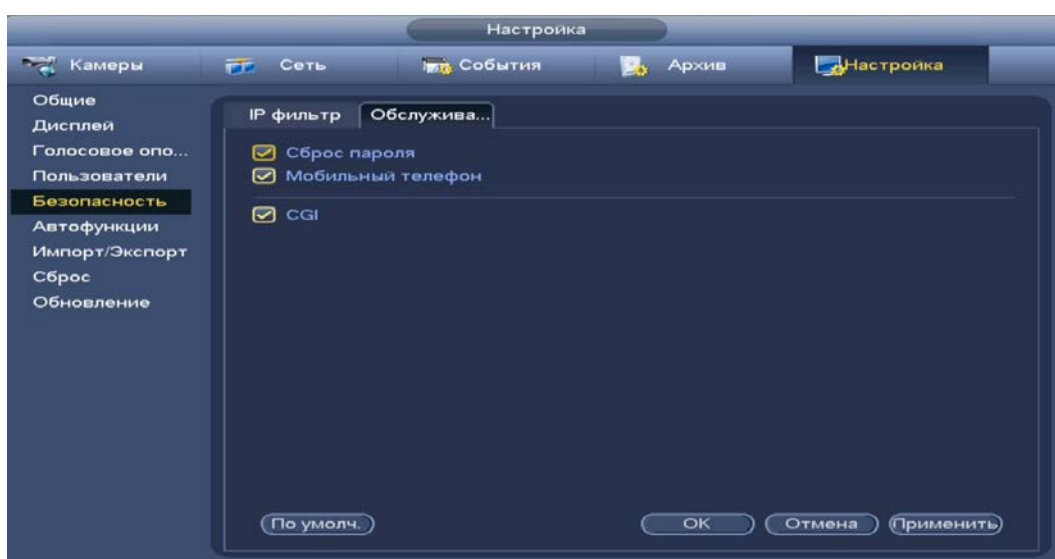 Настройка
Камеры Сеть События Архив Настройка
Общие
Дисплей
Голосовое опо...
Пользователи
Безопасность
Автофункции
Импорт/Экспорт
Сброс
Обновление
IP фильтр Обслужива...
Сброс пароля
Мобильный телефон
CGI
По умолч. OK Отмена Применить